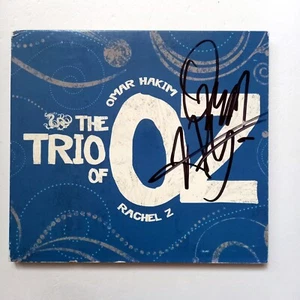 OMAR HAKIM
THE
TRIO
OF
OZ
RACHEL Z